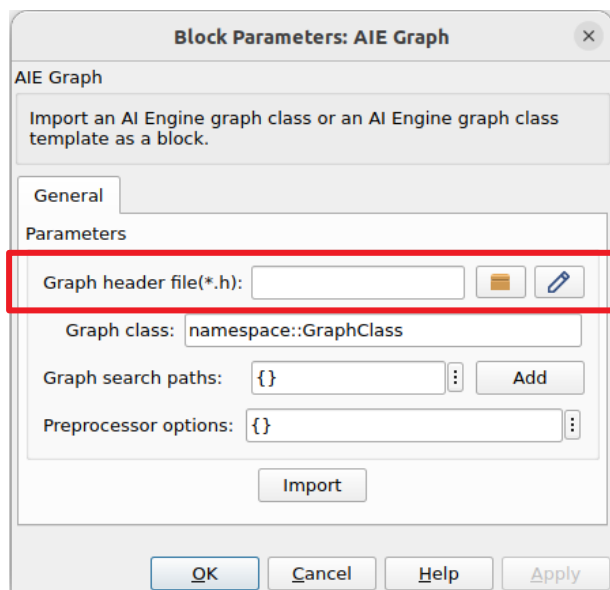 Block Parameters: AIE Graph
AIE Graph
Import an AI Engine graph class or an AI Engine graph class
template as a block.
General
Parameters
Graph header file(*.h):
Graph class: namespace::GraphClass
Graph search paths: {} Add
Preprocessor options: {}
Import
OK Cancel Help Apply